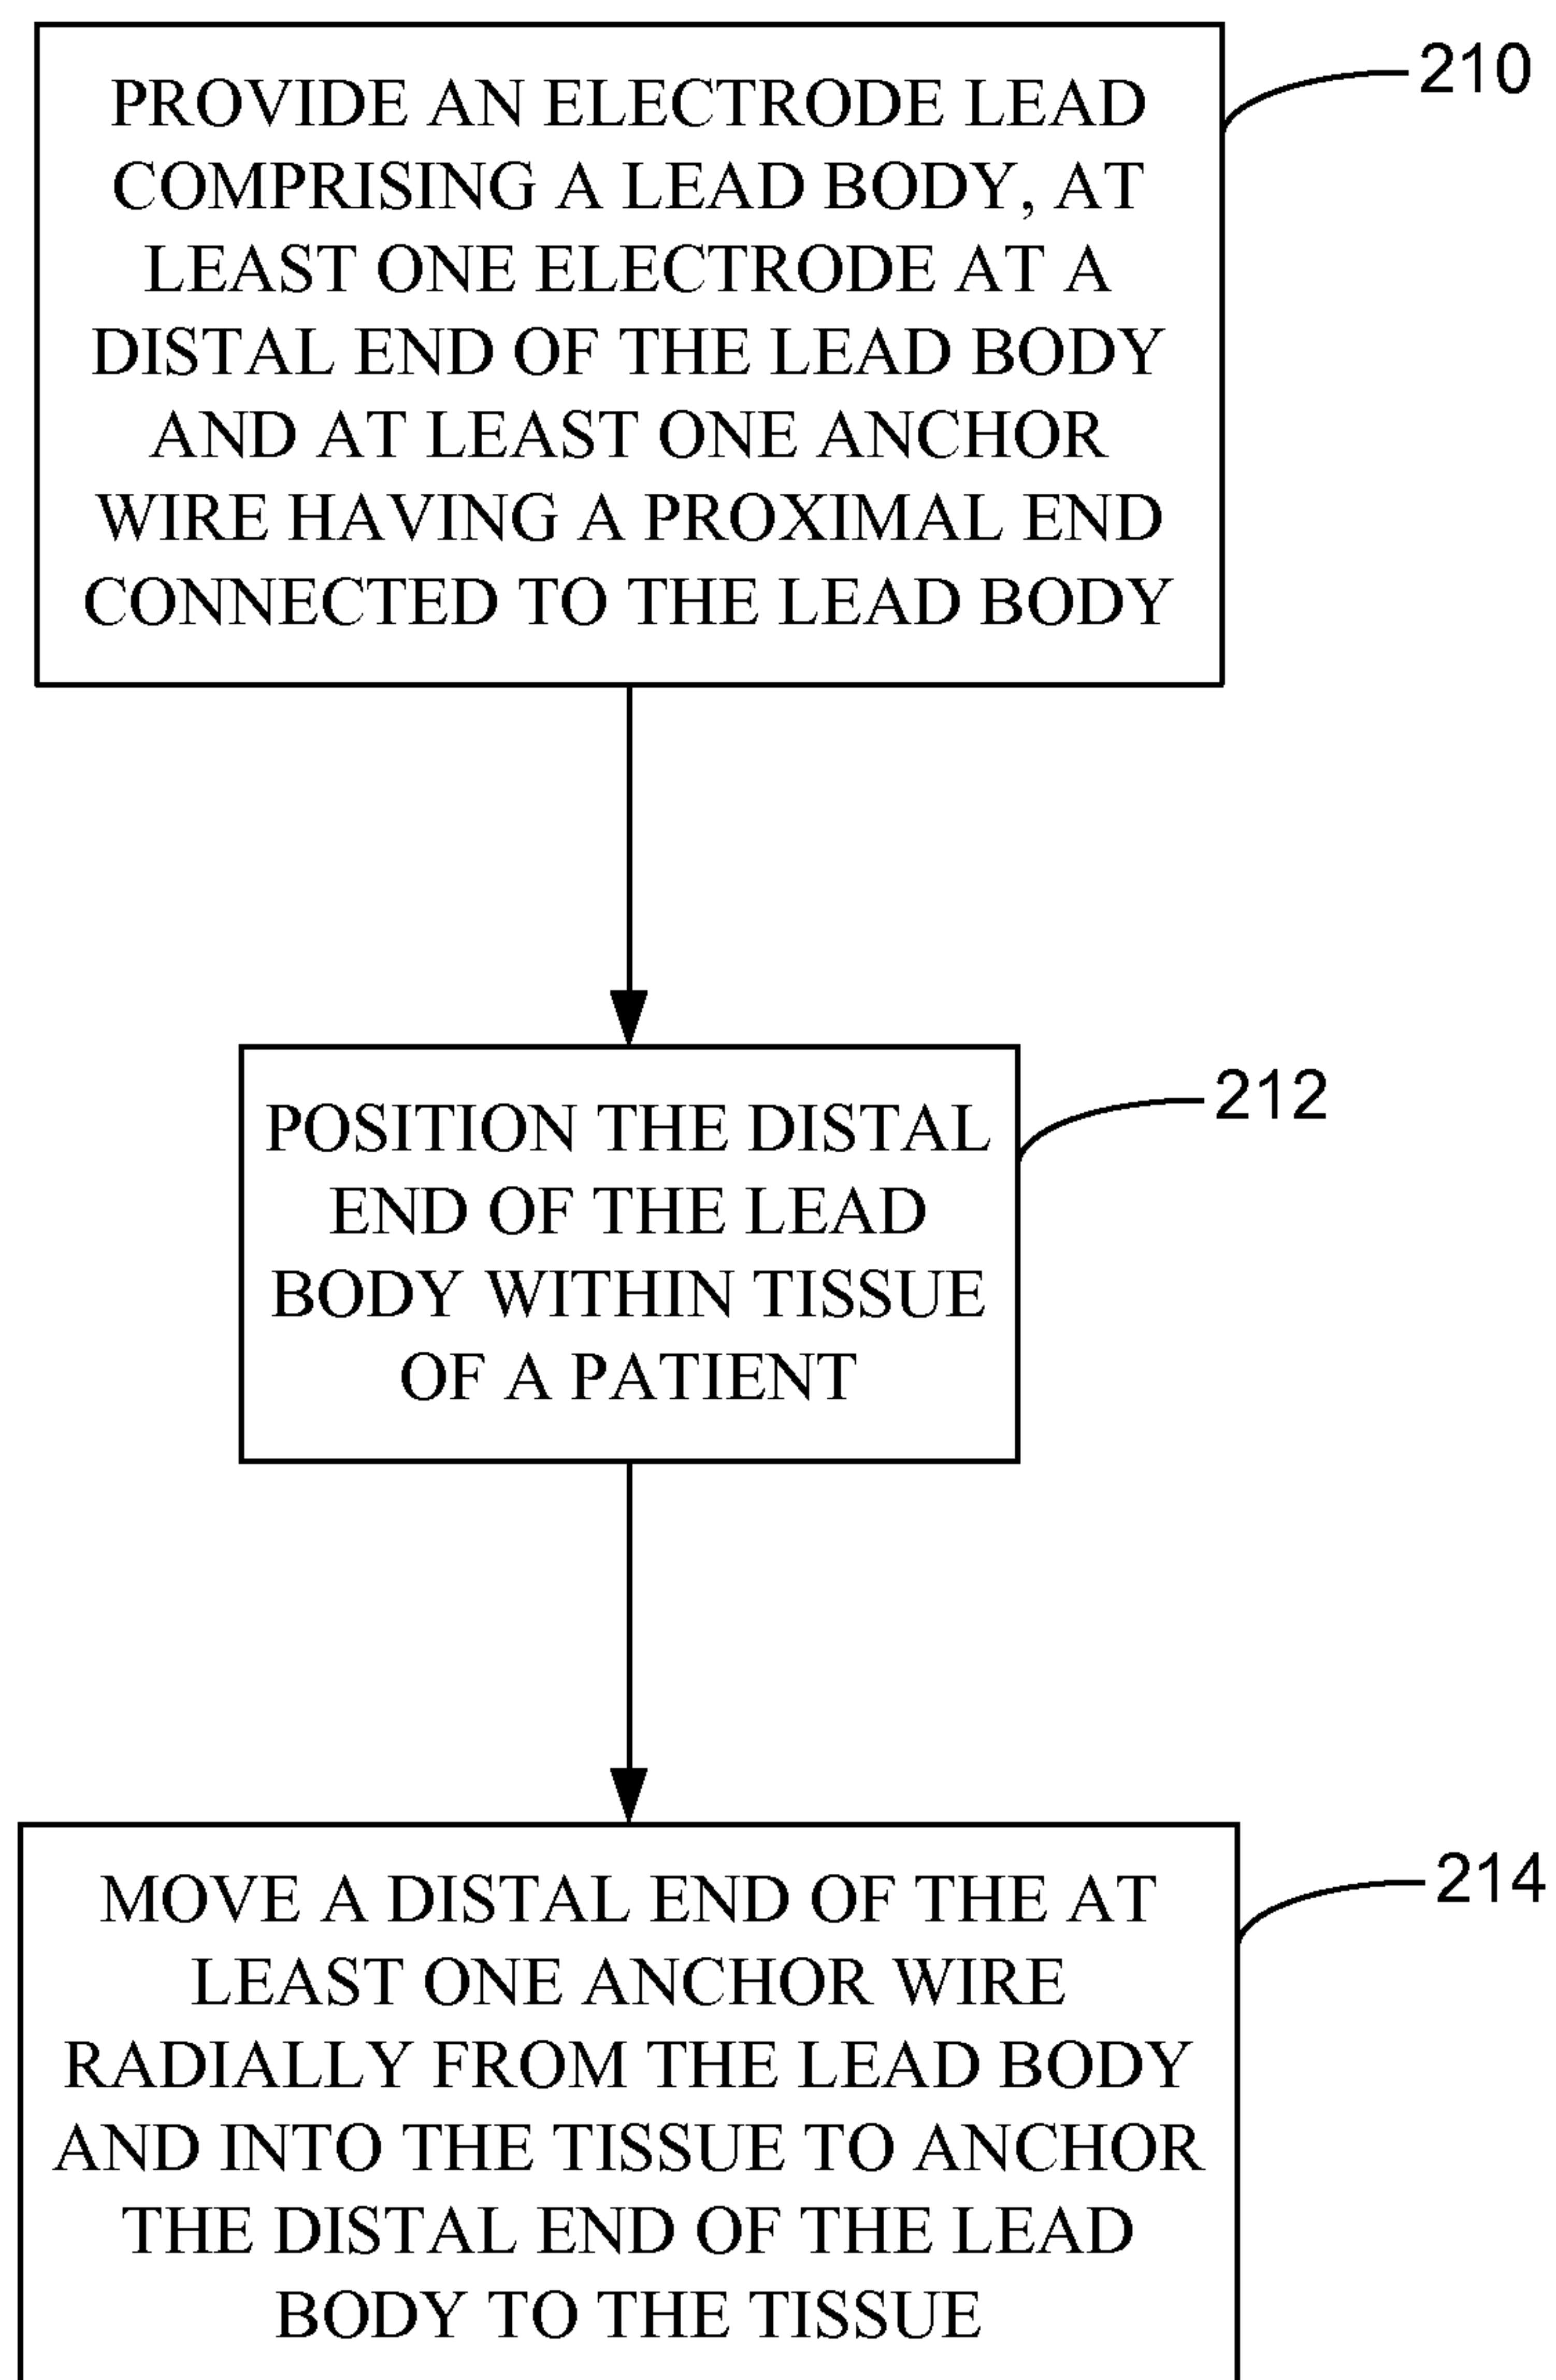 PROVIDE AN ELECTRODE LEAD
COMPRISING A LEAD BODY, AT
LEAST ONE ELECTRODE AT A
DISTAL END OF THE LEAD BODY
AND AT LEAST ONE ANCHOR
WIRE HAVING A PROXIMAL END
CONNECTED TO THE LEAD BODY
210
POSITION THE DISTAL
END OF THE LEAD
BODY WITHIN TISSUE
OF A PATIENT
212
MOVE A DISTAL END OF THE AT
LEAST ONE ANCHOR WIRE
RADIALLY FROM THE LEAD BODY
AND INTO THE TISSUE TO ANCHOR
THE DISTAL END OF THE LEAD
BODY TO THE TISSUE
214